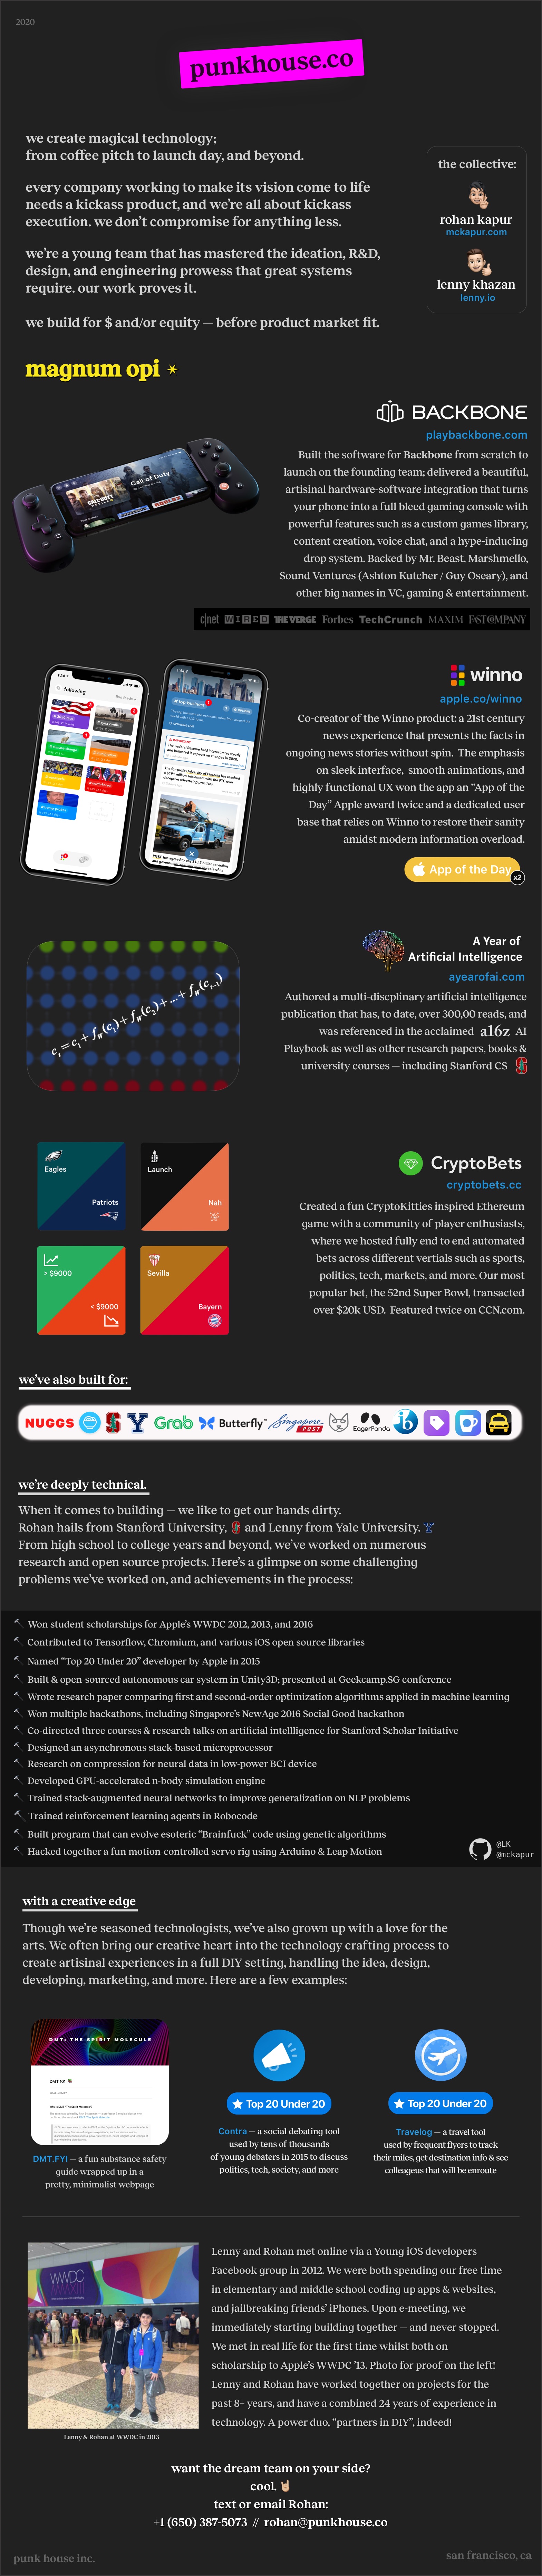 2020
punkhouse.co
we create magical technology;
from coffee pitch to launch day, and beyond.
every company working to make its vision come to life
needs a kickass product, and we're all about kickass
execution. we don't compromise for anything less.
we're a young team that has mastered the ideation, R&D,
design, and engineering prowess that great systems
require. our work proves it.
we build for $ and/or equity — before product market fit.
the collective:
rohan kapur
mckapur.com
lenny khazan
lenny.io
magnum opi
BACKBONE
playbackbone.com
Built the software for Backbone from scratch to
launch on the founding team; delivered a beautiful,
artisinal hardware-software integration that turns
your phone into a full bleed gaming console with
powerful features such as a custom games library,
content creation, voice chat, and a hype-inducing
drop system. Backed by Mr. Beast, Marshmello,
Sound Ventures (Ashton Kutcher / Guy Oseary), and
other big names in VC, gaming & entertainment.
Call of Duty
ROBLOX
c|net WIRED THE VERGE Forbes TechCrunch MAXIM FAST COMPANY
following
top business
winno
apple.co/winno
Co-creator of the Winno product: a 21st century
news experience that presents the facts in
ongoing news stories without spin. The emphasis
on sleek interface, smooth animations, and
highly functional UX won the app an "App of the
Day" Apple award twice and a dedicated user
base that relies on Winno to restore their sanity
amidst modern information overload.
App of the Day
x2
A Year of
Artificial Intelligence
ayearofai.com
Authored a multi-discplinary artificial intelligence
publication that has, to date, over 300,00 reads, and
was referenced in the acclaimed a16z AI
Playbook as well as other research papers, books &
university courses — including Stanford CS
Eagles
Patriots
Launch
Nah
> $9000
< $9000
Sevilla
Bayern
CryptoBets
cryptobets.cc
Created a fun CryptoKitties inspired Ethereum
game with a community of player enthusiasts,
where we hosted fully end to end automated
bets across different vertials such as sports,
politics, tech, markets, and more. Our most
popular bet, the 52nd Super Bowl, transacted
over $20k USD. Featured twice on CCN.com.
we've also built for:
NUGGS S Y Grab Butterfly Singapore POST EagerPanda ib
we're deeply technical.
When it comes to building — we like to get our hands dirty.
Rohan hails from Stanford University, S and Lenny from Yale University. Y
From high school to college years and beyond, we've worked on numerous
research and open source projects. Here's a glimpse on some challenging
problems we've worked on, and achievements in the process:
Won student scholarships for Apple's WWDC 2012, 2013, and 2016
Contributed to Tensorflow, Chromium, and various iOS open source libraries
Named "Top 20 Under 20" developer by Apple in 2015
Built & open-sourced autonomous car system in Unity3D; presented at Geekcamp.SG conference
Wrote research paper comparing first and second-order optimization algorithms applied in machine learning
Won multiple hackathons, including Singapore's NewAge 2016 Social Good hackathon
Co-directed three courses & research talks on artificial intelllligence for Stanford Scholar Initiative
Designed an asynchronous stack-based microprocessor
Research on compression for neural data in low-power BCI device
Developed GPU-accelerated n-body simulation engine
Trained stack-augmented neural networks to improve generalization on NLP problems
Trained reinforcement learning agents in Robocode
Built program that can evolve esoteric "Brainfuck" code using genetic algorithms
Hacked together a fun motion-controlled servo rig using Arduino & Leap Motion
@LK
@mckapur
with a creative edge
Though we're seasoned technologists, we've also grown up with a love for the
arts. We often bring our creative heart into the technology crafting process to
create artisinal experiences in a full DIY setting, handling the idea, design,
developing, marketing, and more. Here are a few examples:
DMT: THE SPIRIT MOLECULE
DMT 101
DMT.FYI — a fun substance safety
guide wrapped up in a
pretty, minimalist webpage
Top 20 Under 20
Contra — a social debating tool
used by tens of thousands
of young debaters in 2015 to discuss
politics, tech, society, and more
Top 20 Under 20
Travelog — a travel tool
used by frequent flyers to track
their miles, get destination info & see
colleageus that will be enroute
WWDC
Lenny & Rohan at WWDC in 2013
Lenny and Rohan met online via a Young iOS developers
Facebook group in 2012. We were both spending our free time
in elementary and middle school coding up apps & websites,
and jailbreaking friends' iPhones. Upon e-meeting, we
immediately starting building together — and never stopped.
We met in real life for the first time whilst both on
scholarship to Apple's WWDC '13. Photo for proof on the left!
Lenny and Rohan have worked together on projects for the
past 8+ years, and have a combined 24 years of experience in
technology. A power duo, "partners in DIY", indeed!
want the dream team on your side?
cool.
text or email Rohan:
+1 (650) 387-5073 // rohan@punkhouse.co
punk house inc.
san francisco, ca